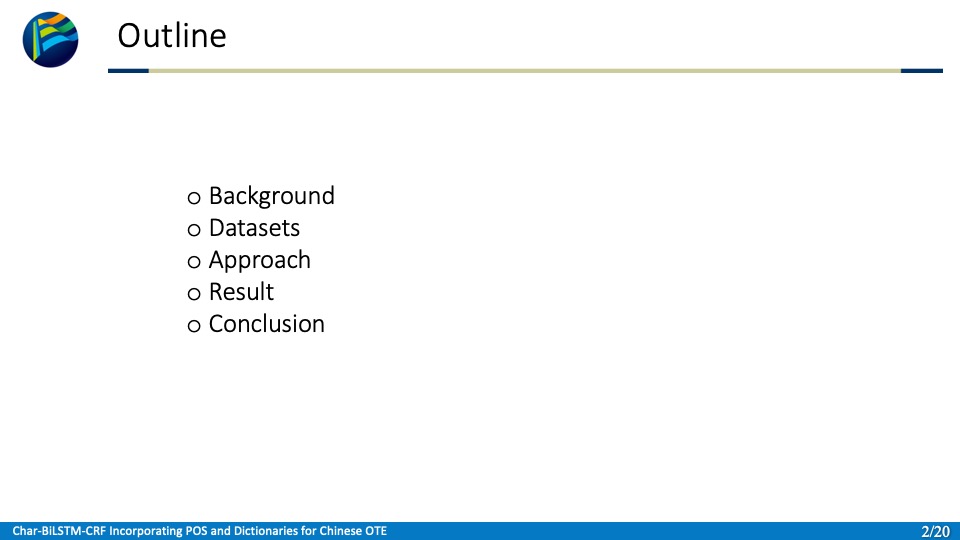 Outline
o Background
o Datasets
o Approach
o Result
o Conclusion
Char-BiLSTM-CRF Incorporating POS and Dictionaries for Chinese OTE
2/20